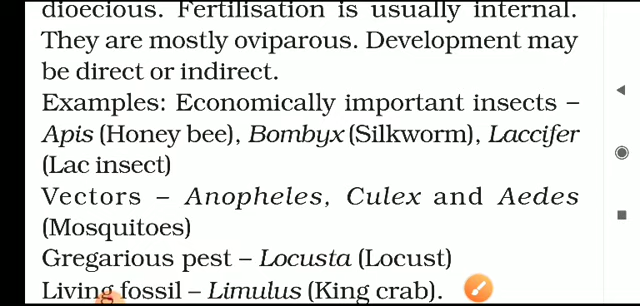 dioecious. Fertilisation is usually internal.
They are mostly oviparous. Development may
be direct or indirect.
Examples: Economically important insects –
Apis (Honey bee), Bombyx (Silkworm), Laccifer
(Lac insect)
Vectors – Anopheles, Culex and Aedes
(Mosquitoes)
Gregarious pest – Locusta (Locust)
Living fossil – Limulus (King crab).